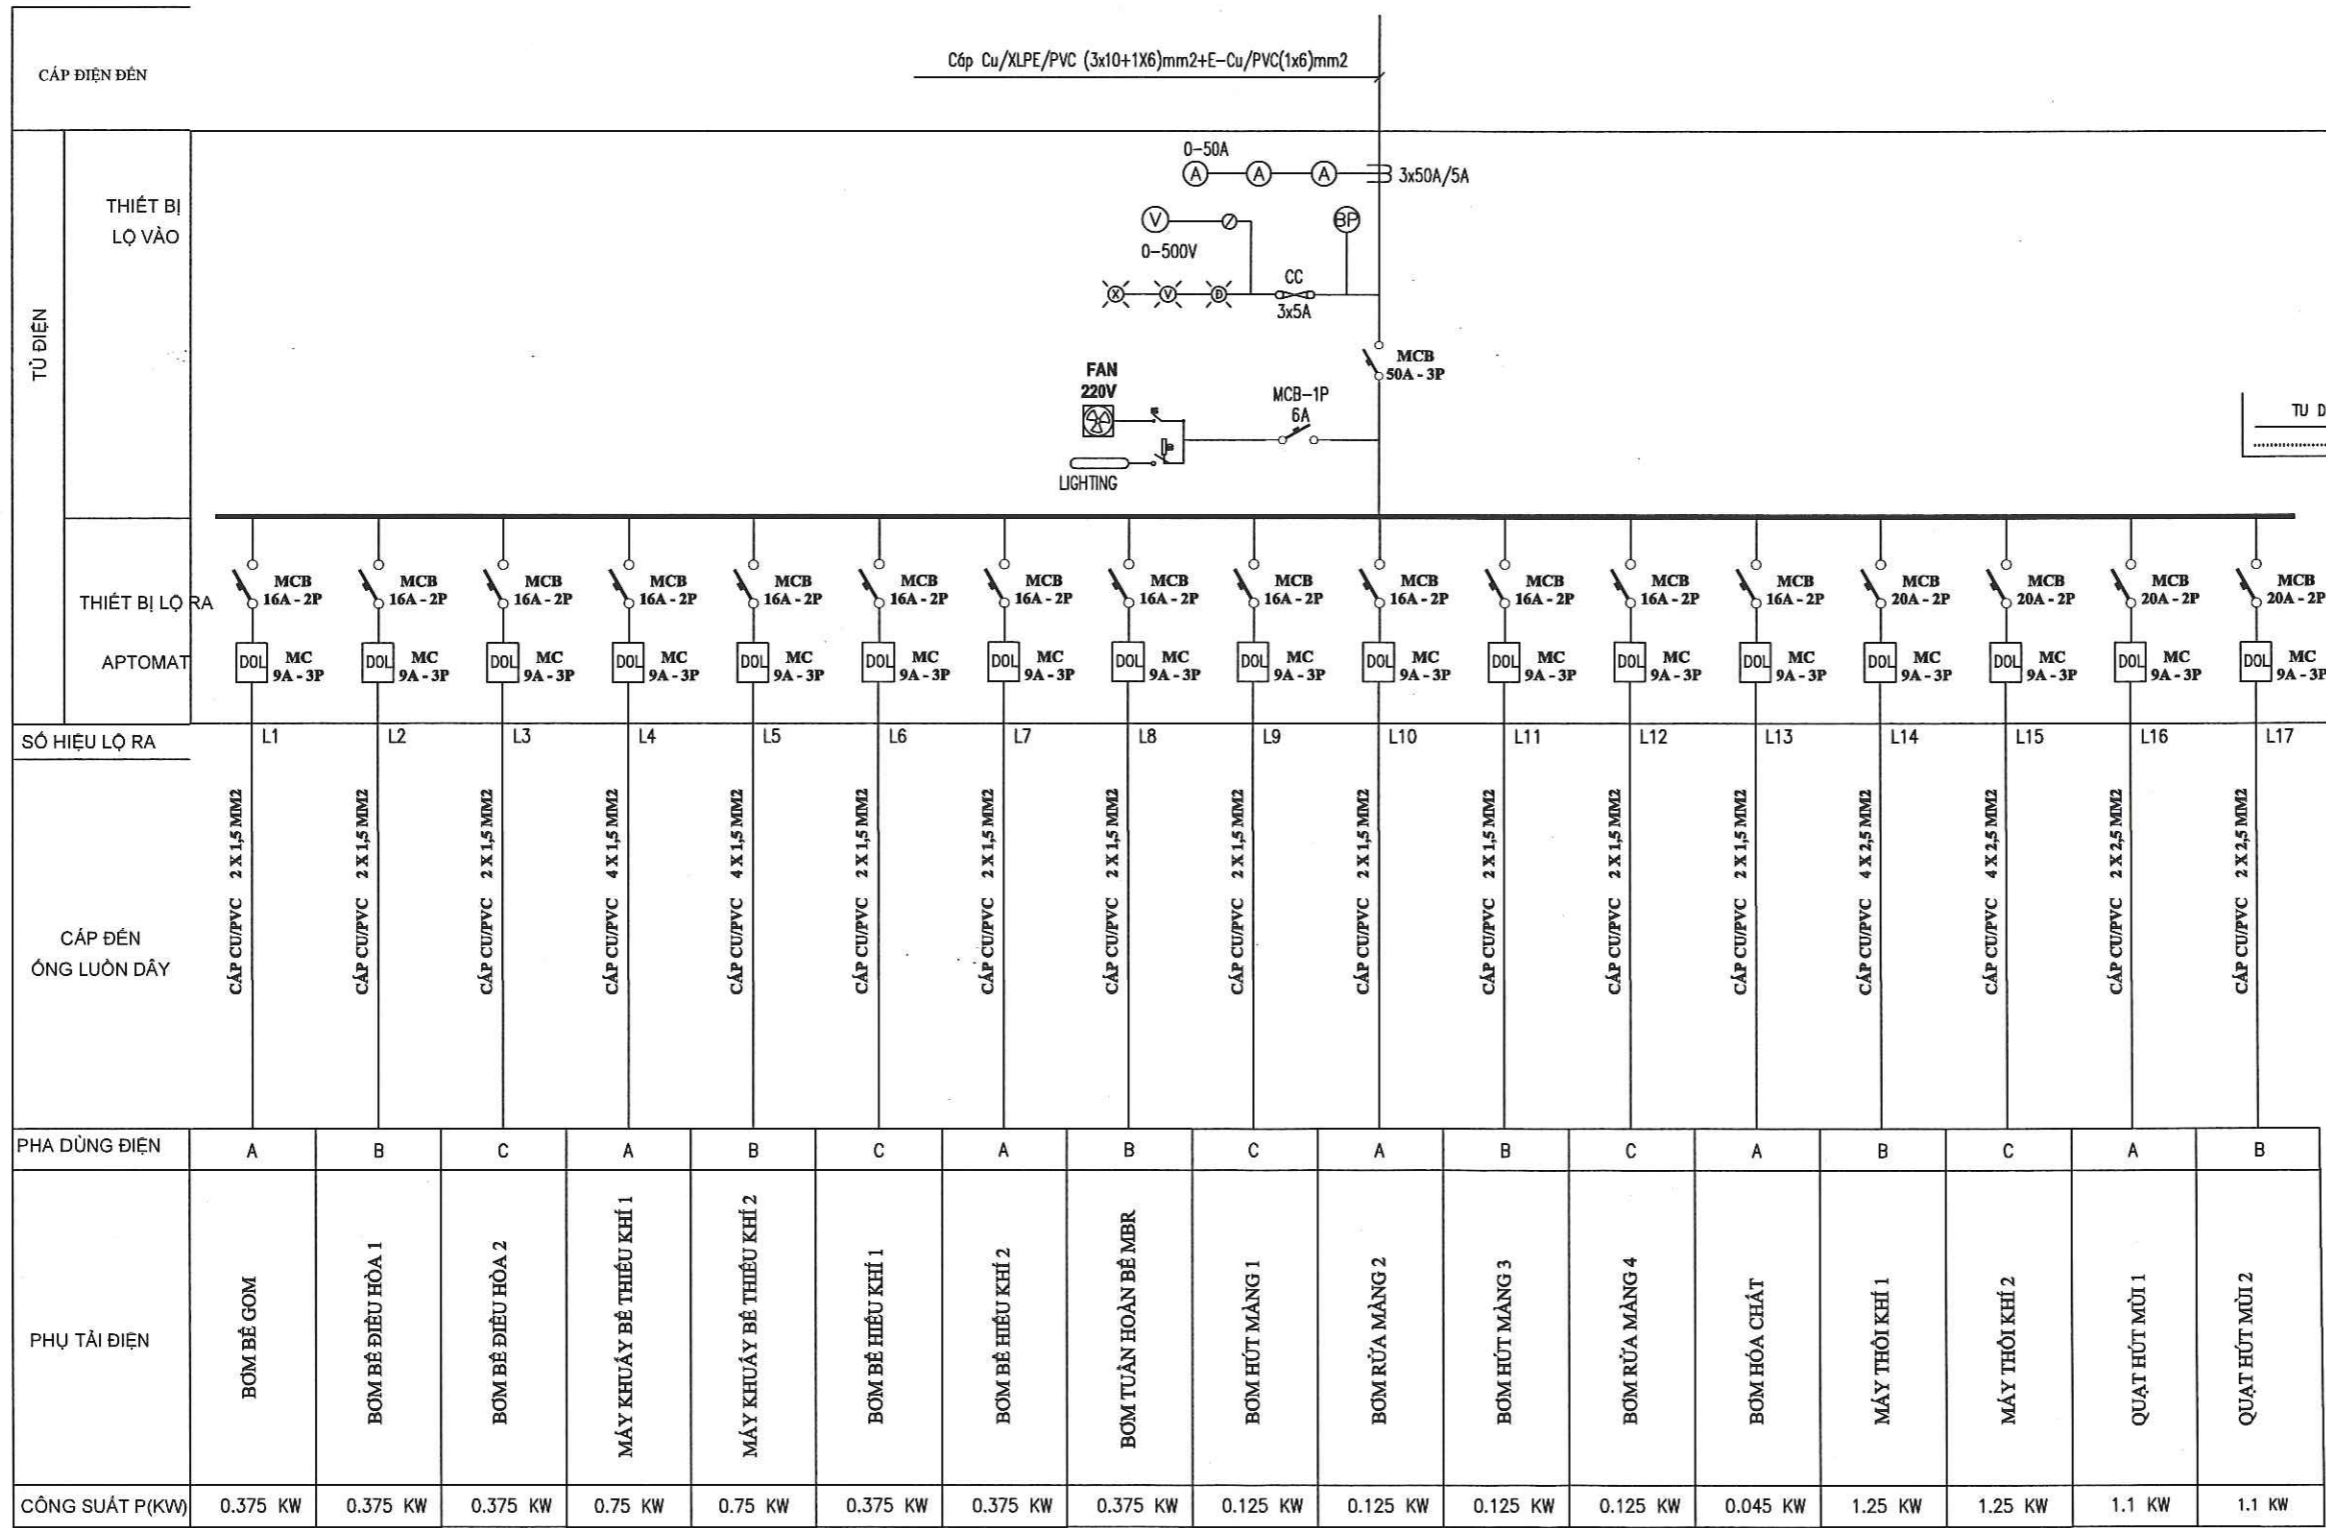 CÁP ĐIỆN ĐẾN
Cáp Cu/XLPE/PVC (3x10+1X6)mm2+E-Cu/PVC(1x6)mm2
TỦ ĐIỆN
THIẾT BỊ
LỘ VÀO
0-50A
A A A 3x50A/5A
V BP
0-500V
CC
X V Đ
3x5A
MCB
50A - 3P
FAN
220V
MCB-1P
6A
LIGHTING
TU D
THIẾT BỊ LỘ RA
APTOMAT
MCB MCB MCB MCB MCB MCB MCB MCB MCB MCB MCB MCB MCB MCB MCB MCB MCB
16A - 2P 16A - 2P 16A - 2P 16A - 2P 16A - 2P 16A - 2P 16A - 2P 16A - 2P 16A - 2P 16A - 2P 16A - 2P 16A - 2P 16A - 2P 20A - 2P 20A - 2P 20A - 2P 20A - 2P
DOL DOL DOL DOL DOL DOL DOL DOL DOL DOL DOL DOL DOL DOL DOL DOL DOL
MC MC MC MC MC MC MC MC MC MC MC MC MC MC MC MC MC
9A - 3P 9A - 3P 9A - 3P 9A - 3P 9A - 3P 9A - 3P 9A - 3P 9A - 3P 9A - 3P 9A - 3P 9A - 3P 9A - 3P 9A - 3P 9A - 3P 9A - 3P 9A - 3P 9A - 3P
SỐ HIỆU LỘ RA L1 L2 L3 L4 L5 L6 L7 L8 L9 L10 L11 L12 L13 L14 L15 L16 L17
CÁP ĐẾN
ỐNG LUỒN DÂY
CÁP CU/PVC 2 X 1,5 MM2
CÁP CU/PVC 2 X 1,5 MM2
CÁP CU/PVC 2 X 1,5 MM2
CÁP CU/PVC 4 X 1,5 MM2
CÁP CU/PVC 4 X 1,5 MM2
CÁP CU/PVC 2 X 1,5 MM2
CÁP CU/PVC 2 X 1,5 MM2
CÁP CU/PVC 2 X 1,5 MM2
CÁP CU/PVC 2 X 1,5 MM2
CÁP CU/PVC 2 X 1,5 MM2
CÁP CU/PVC 2 X 1,5 MM2
CÁP CU/PVC 2 X 1,5 MM2
CÁP CU/PVC 2 X 1,5 MM2
CÁP CU/PVC 4 X 2,5 MM2
CÁP CU/PVC 4 X 2,5 MM2
CÁP CU/PVC 2 X 2,5 MM2
CÁP CU/PVC 2 X 2,5 MM2
PHA DÙNG ĐIỆN A B C A B C A B C A B C A B C A B
PHỤ TẢI ĐIỆN
BƠM BỂ GOM
BƠM BỂ ĐIỀU HÒA 1
BƠM BỂ ĐIỀU HÒA 2
MÁY KHUẤY BỂ THIẾU KHÍ 1
MÁY KHUẤY BỂ THIẾU KHÍ 2
BƠM BỂ HIẾU KHÍ 1
BƠM BỂ HIẾU KHÍ 2
BƠM TUẦN HOÀN BỂ MBR
BƠM HÚT MÀNG 1
BƠM RỬA MÀNG 2
BƠM HÚT MÀNG 3
BƠM RỬA MÀNG 4
BƠM HÓA CHẤT
MÁY THỔI KHÍ 1
MÁY THỔI KHÍ 2
QUẠT HÚT MÙI 1
QUẠT HÚT MÙI 2
CÔNG SUẤT P(KW) 0.375 KW 0.375 KW 0.375 KW 0.75 KW 0.75 KW 0.375 KW 0.375 KW 0.375 KW 0.125 KW 0.125 KW 0.125 KW 0.125 KW 0.045 KW 1.25 KW 1.25 KW 1.1 KW 1.1 KW